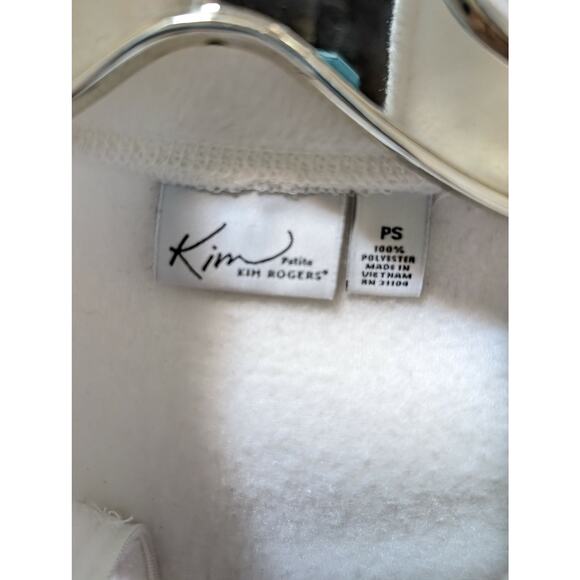 Kim
Petite
KIM ROGERS®
PS
100%
POLYESTER
MADE IN
VIETNAM
RN 31104